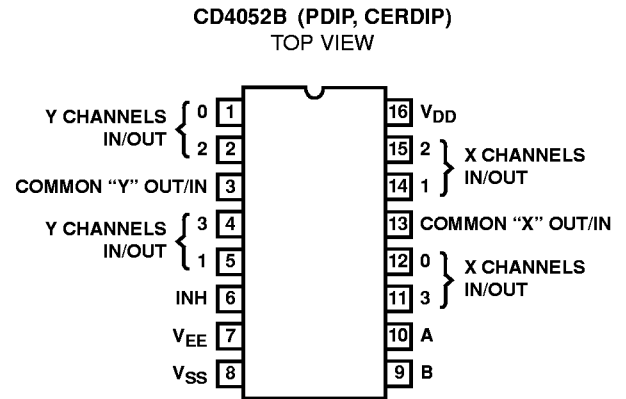 CD4052B (PDIP, CERDIP)
TOP VIEW
Y CHANNELS
IN/OUT
0 1
2 2
COMMON “Y” OUT/IN 3
Y CHANNELS
IN/OUT
3 4
1 5
INH 6
VEE 7
VSS 8
16 VDD
15 2
14 1
X CHANNELS
IN/OUT
13 COMMON “X” OUT/IN
12 0
11 3
X CHANNELS
IN/OUT
10 A
9 B